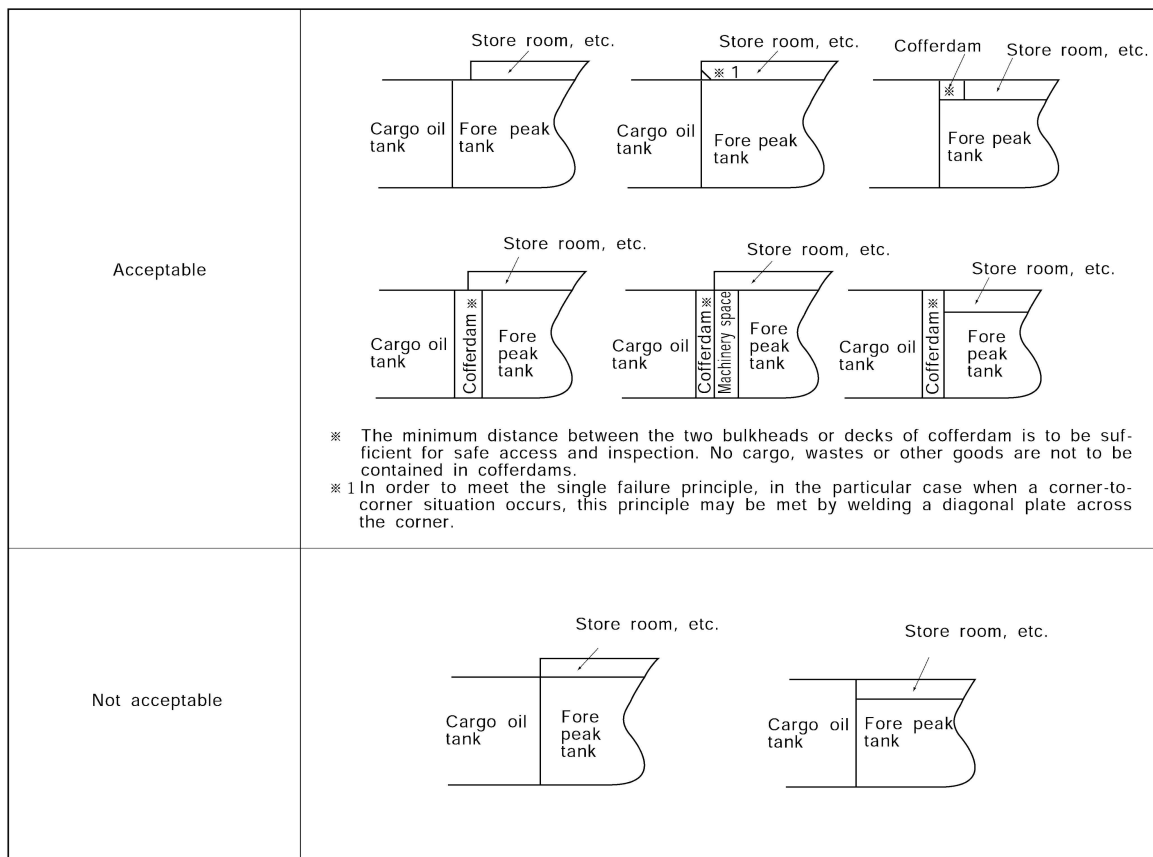 Acceptable
Store room, etc.
Cargo oil
tank
Fore peak
tank
Store room, etc.
※ 1
Cargo oil
tank
Fore peak
tank
Cofferdam
Store room, etc.
※
Fore peak
tank
Store room, etc.
Cargo oil
tank
Cofferdam ※
Fore
peak
tank
Store room, etc.
Cargo oil
tank
Cofferdam ※
Machinery space
Fore
peak
tank
Store room, etc.
Cargo oil
tank
Cofferdam ※
Fore
peak
tank
※ The minimum distance between the two bulkheads or decks of cofferdam is to be suf-
ficient for safe access and inspection. No cargo, wastes or other goods are not to be
contained in cofferdams.
※ 1 In order to meet the single failure principle, in the particular case when a corner-to-
corner situation occurs, this principle may be met by welding a diagonal plate across
the corner.
Not acceptable
Store room, etc.
Cargo oil
tank
Fore
peak
tank
Store room, etc.
Cargo oil
tank
Fore peak
tank